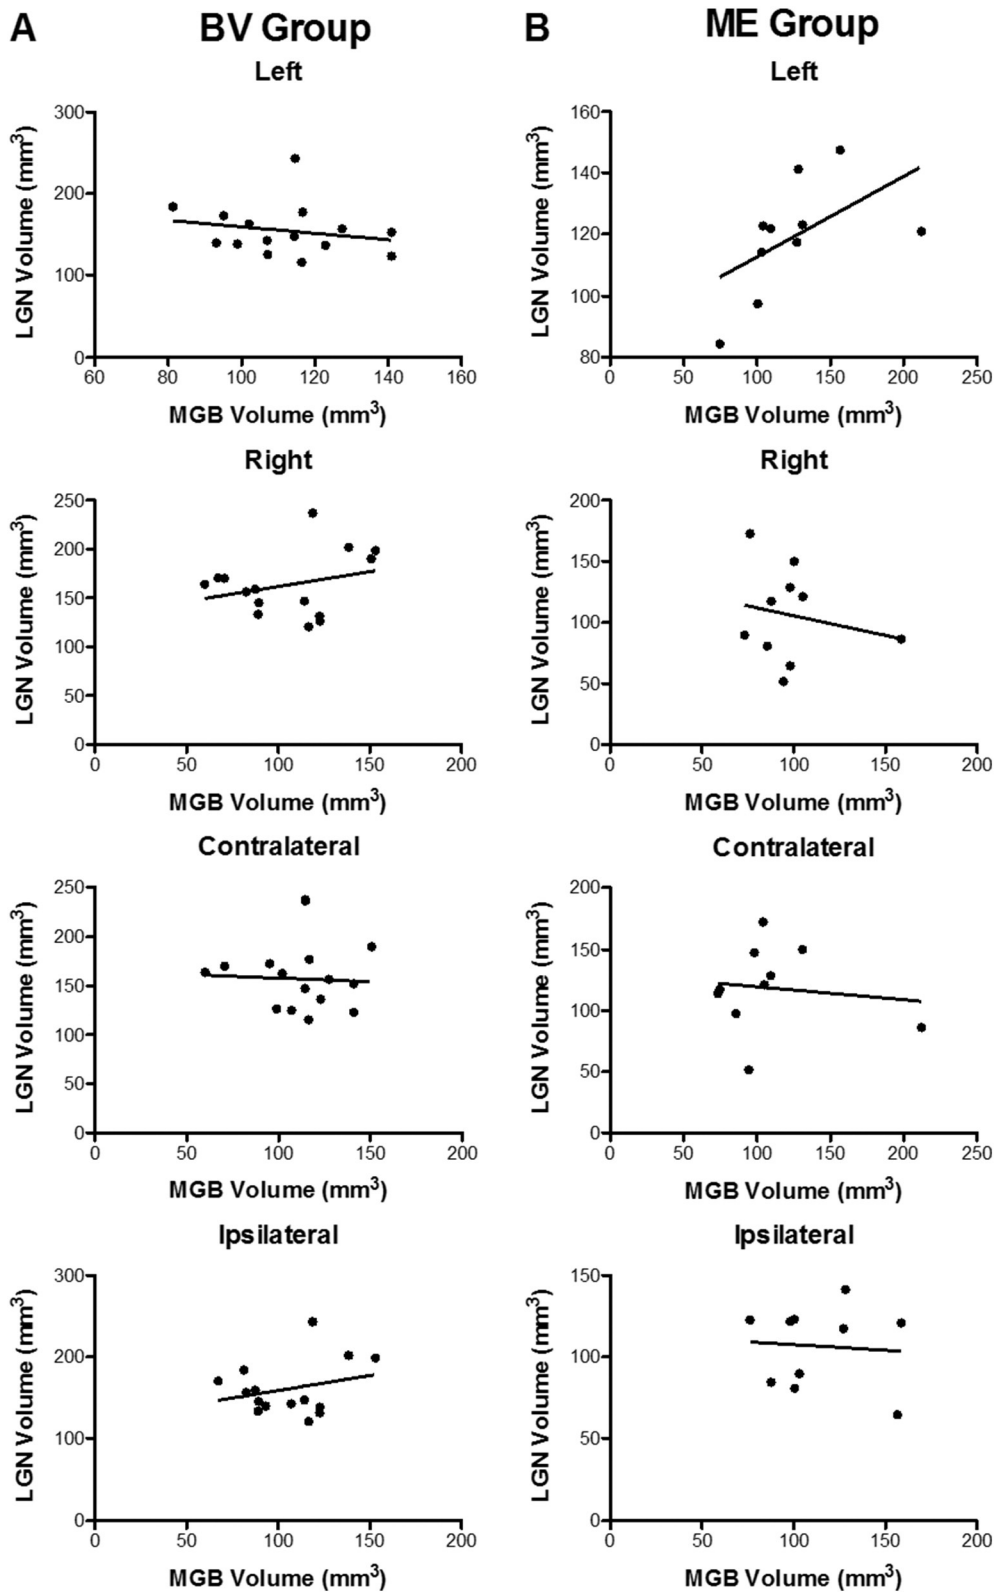 A BV Group
Left
300
200
100
0
LGN Volume (mm³)
60 80 100 120 140 160
MGB Volume (mm³)
Right
250
200
150
100
50
0
LGN Volume (mm³)
0 50 100 150 200
MGB Volume (mm³)
Contralateral
250
200
150
100
50
0
LGN Volume (mm³)
0 50 100 150 200
MGB Volume (mm³)
Ipsilateral
300
200
100
0
LGN Volume (mm³)
0 50 100 150 200
MGB Volume (mm³)
B ME Group
Left
160
140
120
100
80
LGN Volume (mm³)
0 50 100 150 200 250
MGB Volume (mm³)
Right
200
150
100
50
0
LGN Volume (mm³)
0 50 100 150 200
MGB Volume (mm³)
Contralateral
200
150
100
50
0
LGN Volume (mm³)
0 50 100 150 200 250
MGB Volume (mm³)
Ipsilateral
150
100
50
0
LGN Volume (mm³)
0 50 100 150 200
MGB Volume (mm³)